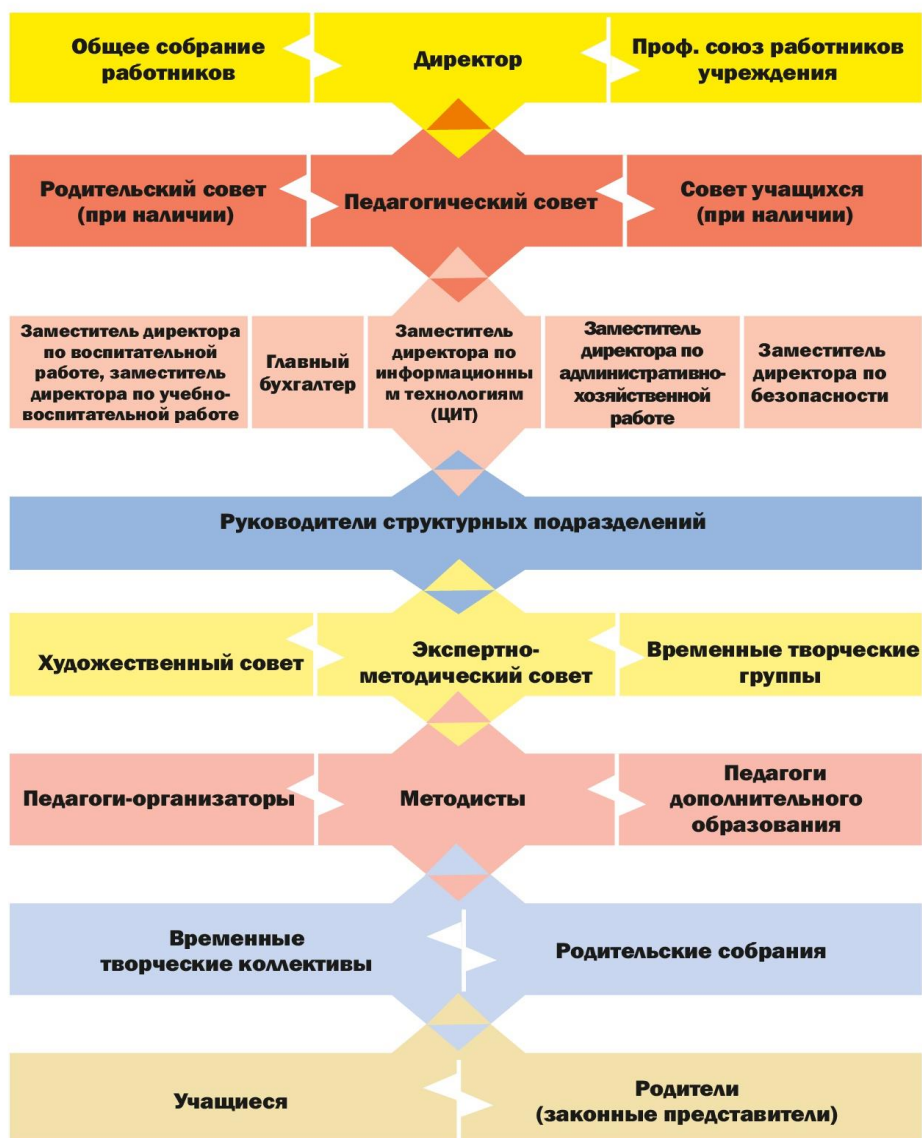 Общее собрание
работников
Директор
Проф. союз работников
учреждения
Родительский совет
(при наличии)
Педагогический совет
Совет учащихся
(при наличии)
Заместитель директора
по воспитательной
работе, заместитель
директора по учебно-
воспитательной работе
Главный
бухгалтер
Заместитель
директора по
информационны
м технологиям
(ЦИТ)
Заместитель
директора по
административно-
хозяйственной
работе
Заместитель
директора по
безопасности
Руководители структурных подразделений
Художественный совет
Экспертно-
методический совет
Временные творческие
группы
Педагоги-организаторы
Методисты
Педагоги
дополнительного
образования
Временные
творческие коллективы
Родительские собрания
Учащиеся
Родители
(законные представители)